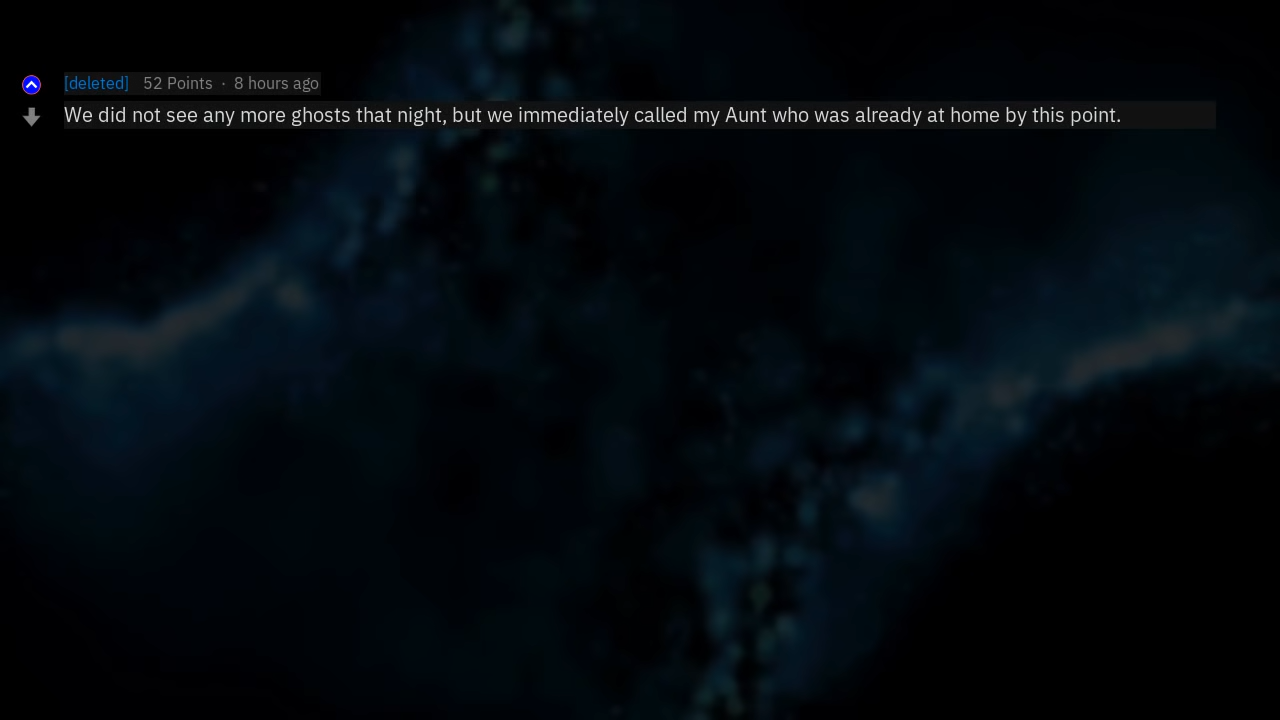 [deleted] 52 Points · 8 hours ago
We did not see any more ghosts that night, but we immediately called my Aunt who was already at home by this point.